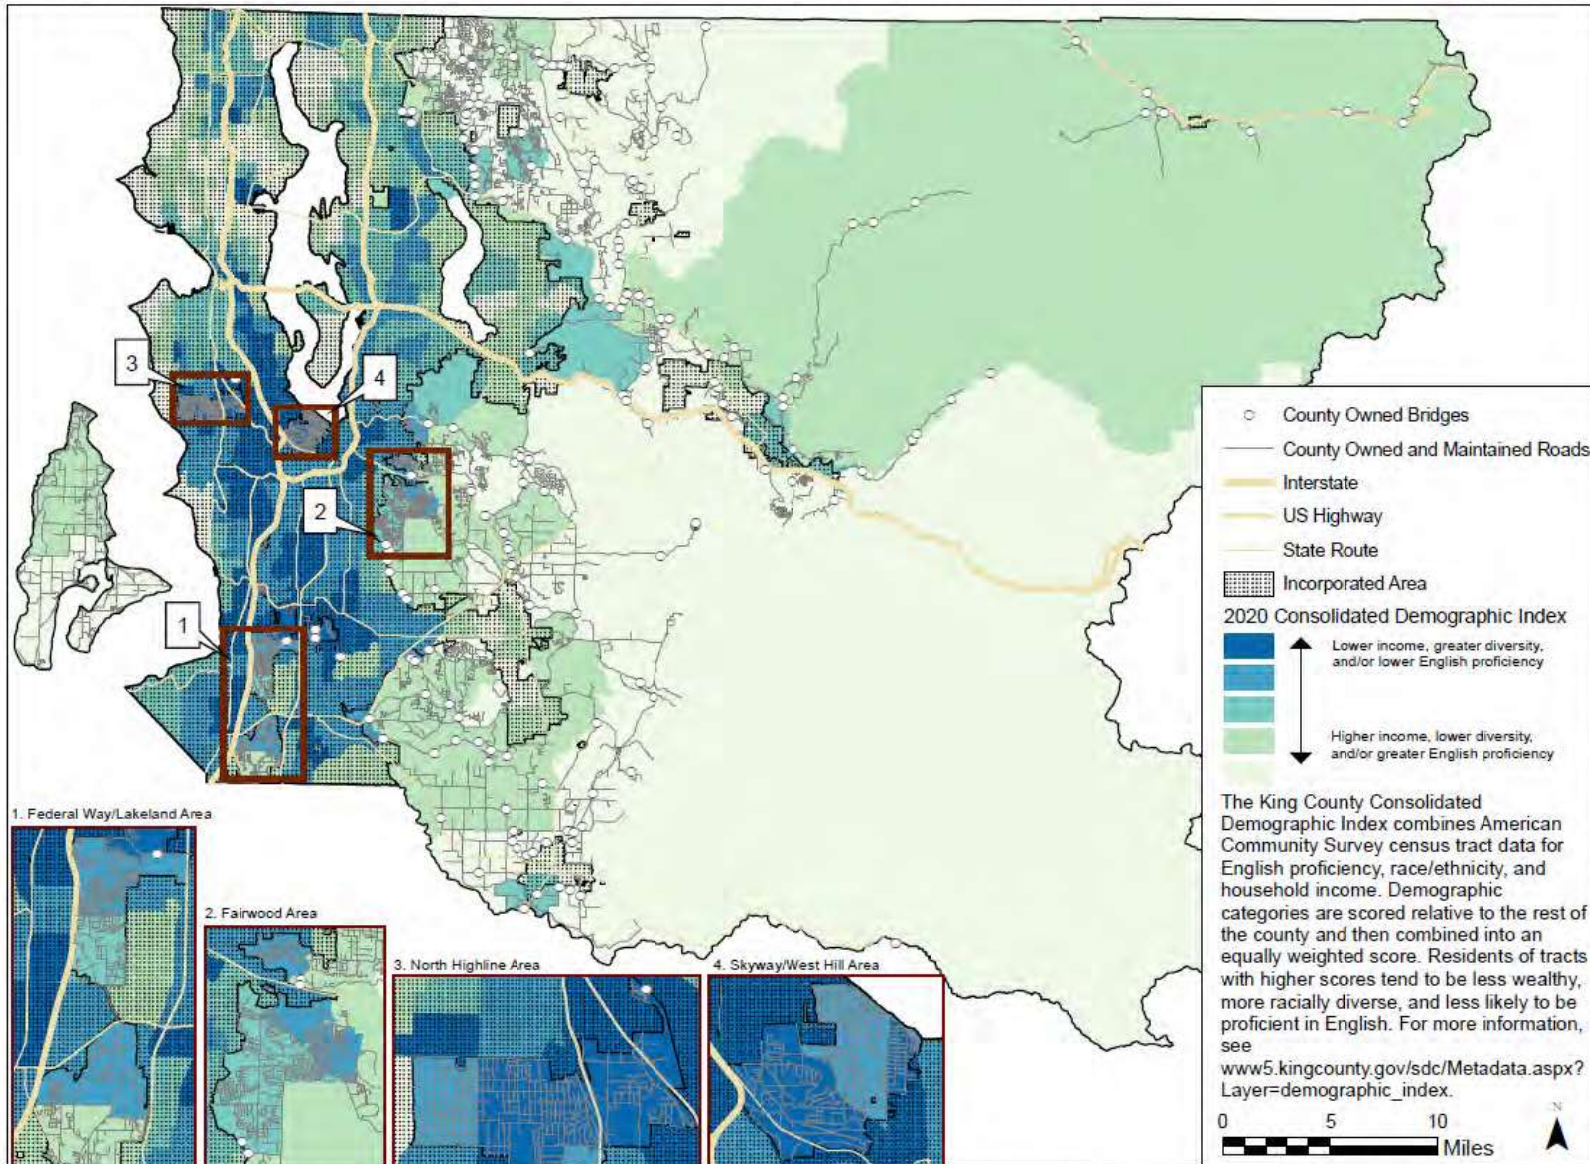 3
4
2
1
County Owned Bridges
County Owned and Maintained Roads
Interstate
US Highway
State Route
Incorporated Area
2020 Consolidated Demographic Index
Lower income, greater diversity,
and/or lower English proficiency
Higher income, lower diversity,
and/or greater English proficiency
The King County Consolidated
Demographic Index combines American
Community Survey census tract data for
English proficiency, race/ethnicity, and
household income. Demographic
categories are scored relative to the rest of
the county and then combined into an
equally weighted score. Residents of tracts
with higher scores tend to be less wealthy,
more racially diverse, and less likely to be
proficient in English. For more information,
see
www5.kingcounty.gov/sdc/Metadata.aspx?
Layer=demographic_index.
0 5 10
Miles
N
1. Federal Way/Lakeland Area
2. Fairwood Area
3. North Highline Area
4. Skyway/West Hill Area